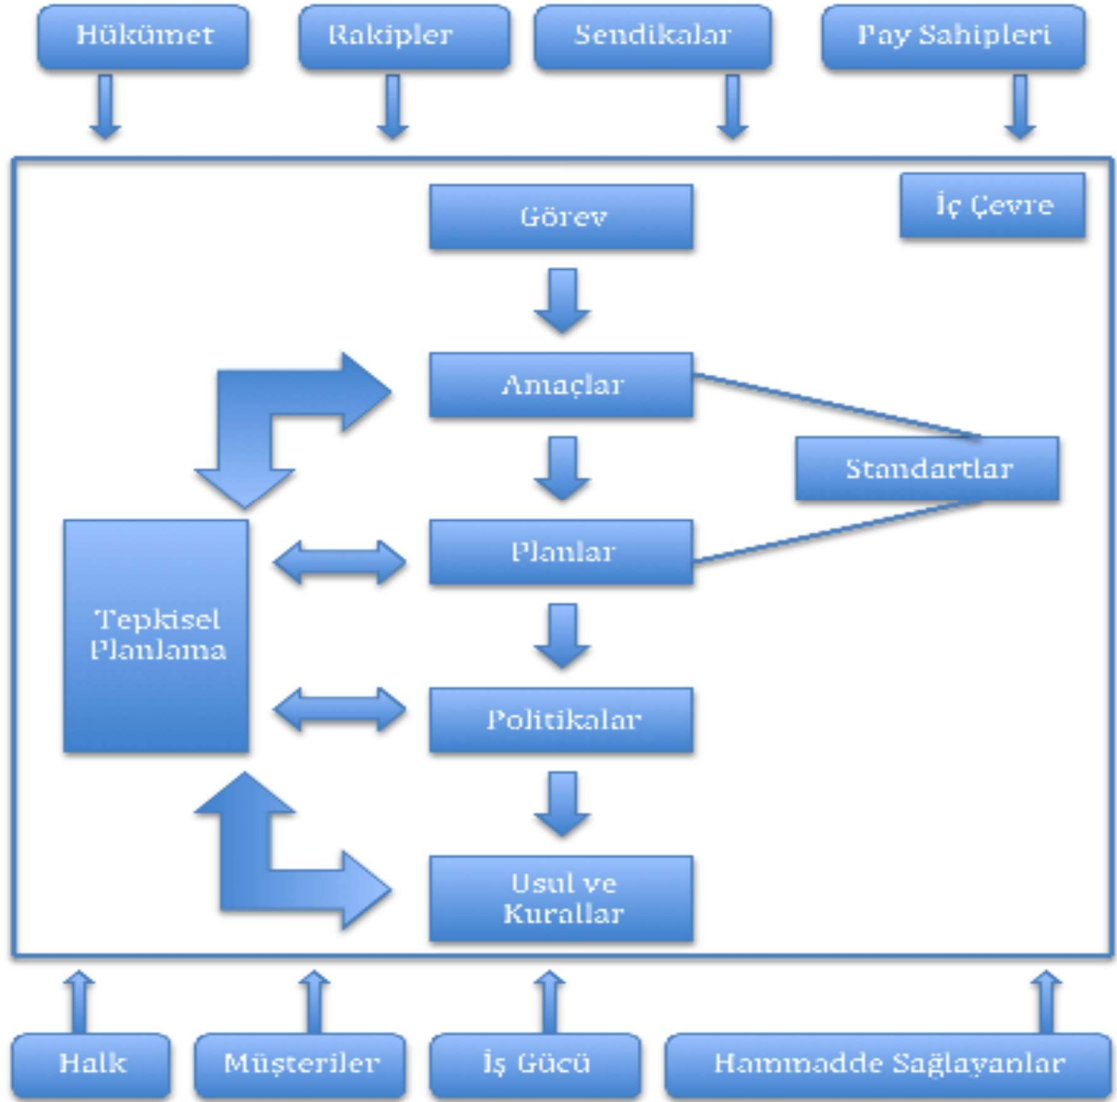 Hükümet
Rakipler
Sendikalar
Pay Sahipleri
İç Çevre
Görev
Amaçlar
Standartlar
Planlar
Tepkisel
Planlama
Politikalar
Usul ve
Kurallar
Halk
Müşteriler
İş Gücü
Hammadde Sağlayanlar